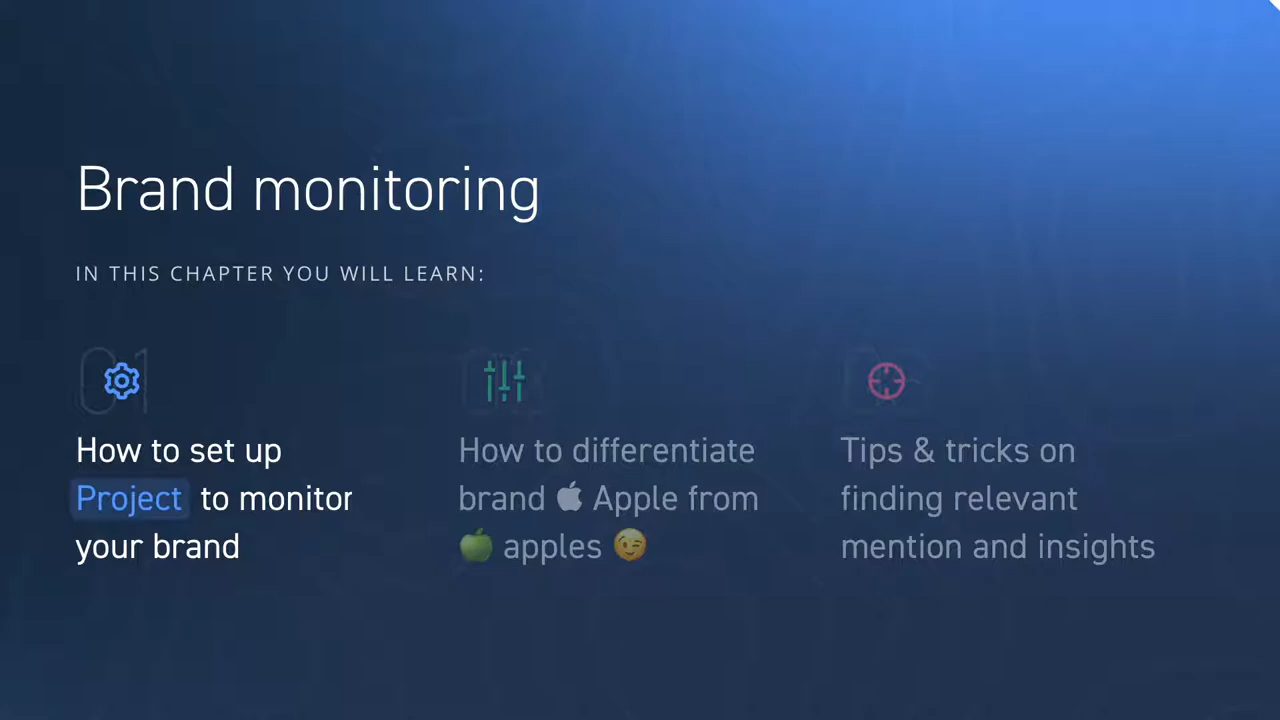 Brand monitoring
IN THIS CHAPTER YOU WILL LEARN:
01
How to set up
Project to monitor
your brand
How to differentiate
brand Apple from
🍏 apples 😉
Tips & tricks on
finding relevant
mention and insights